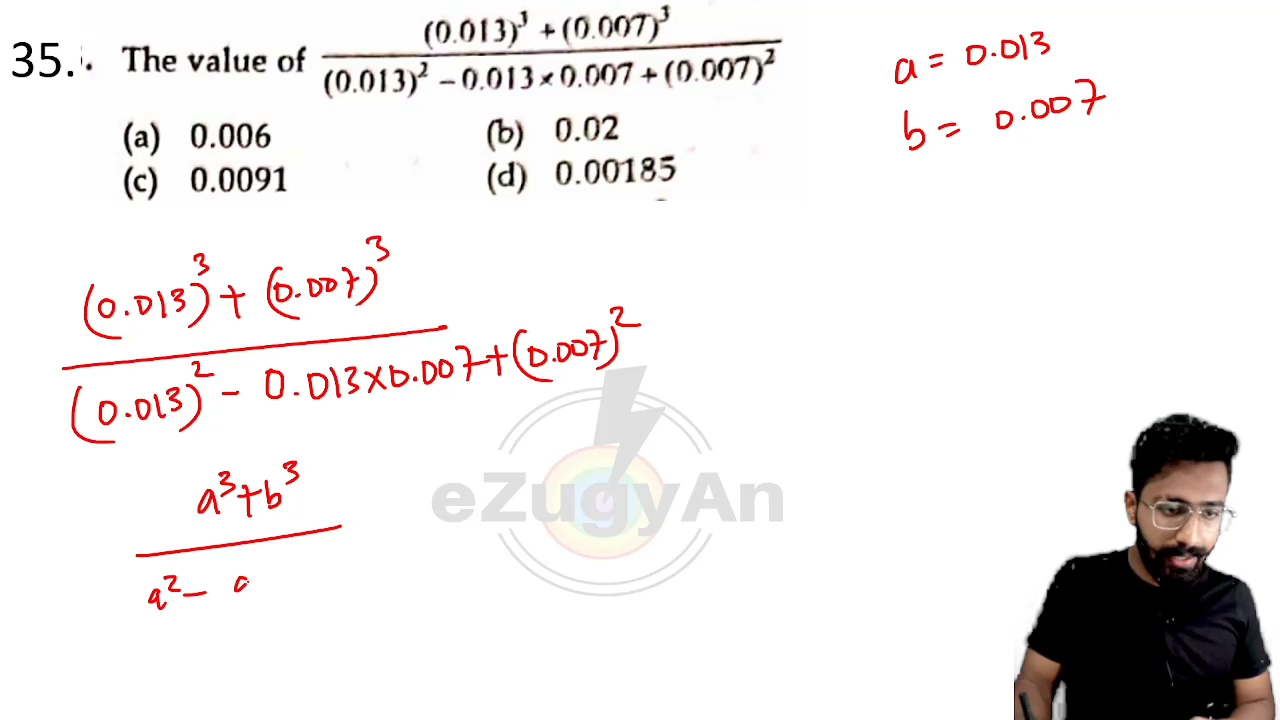 35. The value of (0.013)³ + (0.007)³ / (0.013)² − 0.013 × 0.007 + (0.007)²
(a) 0.006 (b) 0.02
(c) 0.0091 (d) 0.00185
a = 0.013
b = 0.007
(0.013)³ + (0.007)³
(0.013)² − 0.013×0.007+(0.007)²
a³+b³
a² − a
eZugyAn